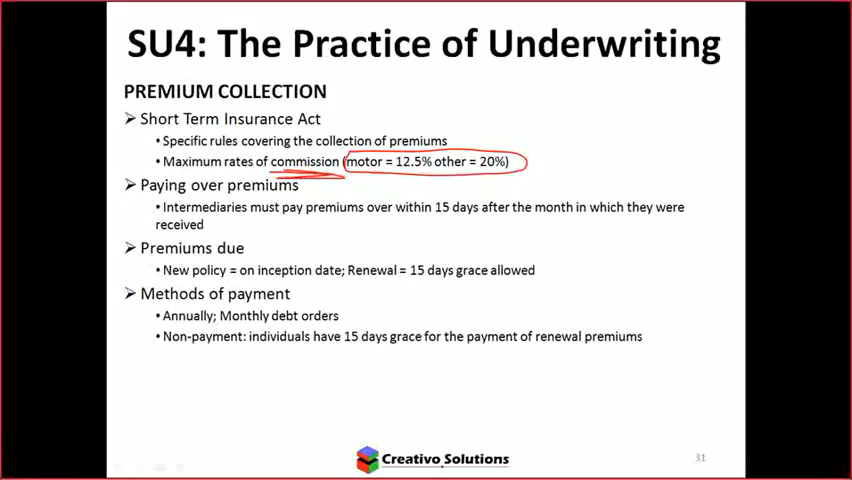 SU4: The Practice of Underwriting
PREMIUM COLLECTION
➢ Short Term Insurance Act
• Specific rules covering the collection of premiums
• Maximum rates of commission (motor = 12.5% other = 20%)
➢ Paying over premiums
• Intermediaries must pay premiums over within 15 days after the month in which they were
received
➢ Premiums due
• New policy = on inception date; Renewal = 15 days grace allowed
➢ Methods of payment
• Annually; Monthly debt orders
• Non-payment: individuals have 15 days grace for the payment of renewal premiums
Creativo Solutions
31